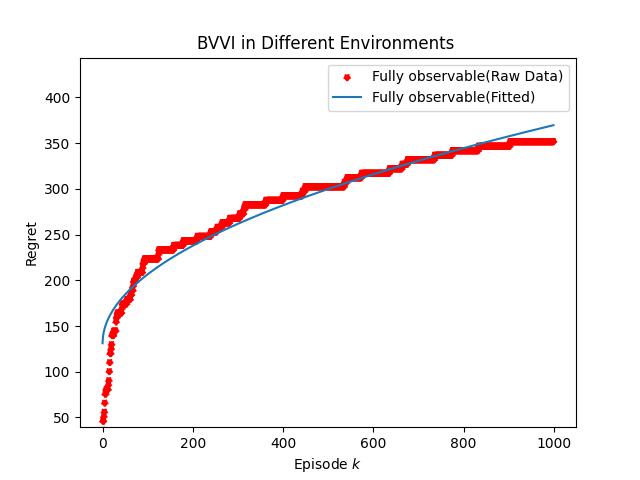 BVVI in Different Environments
Fully observable(Raw Data)
Fully observable(Fitted)
400
350
300
250
200
150
100
50
Regret
0 200 400 600 800 1000
Episode k